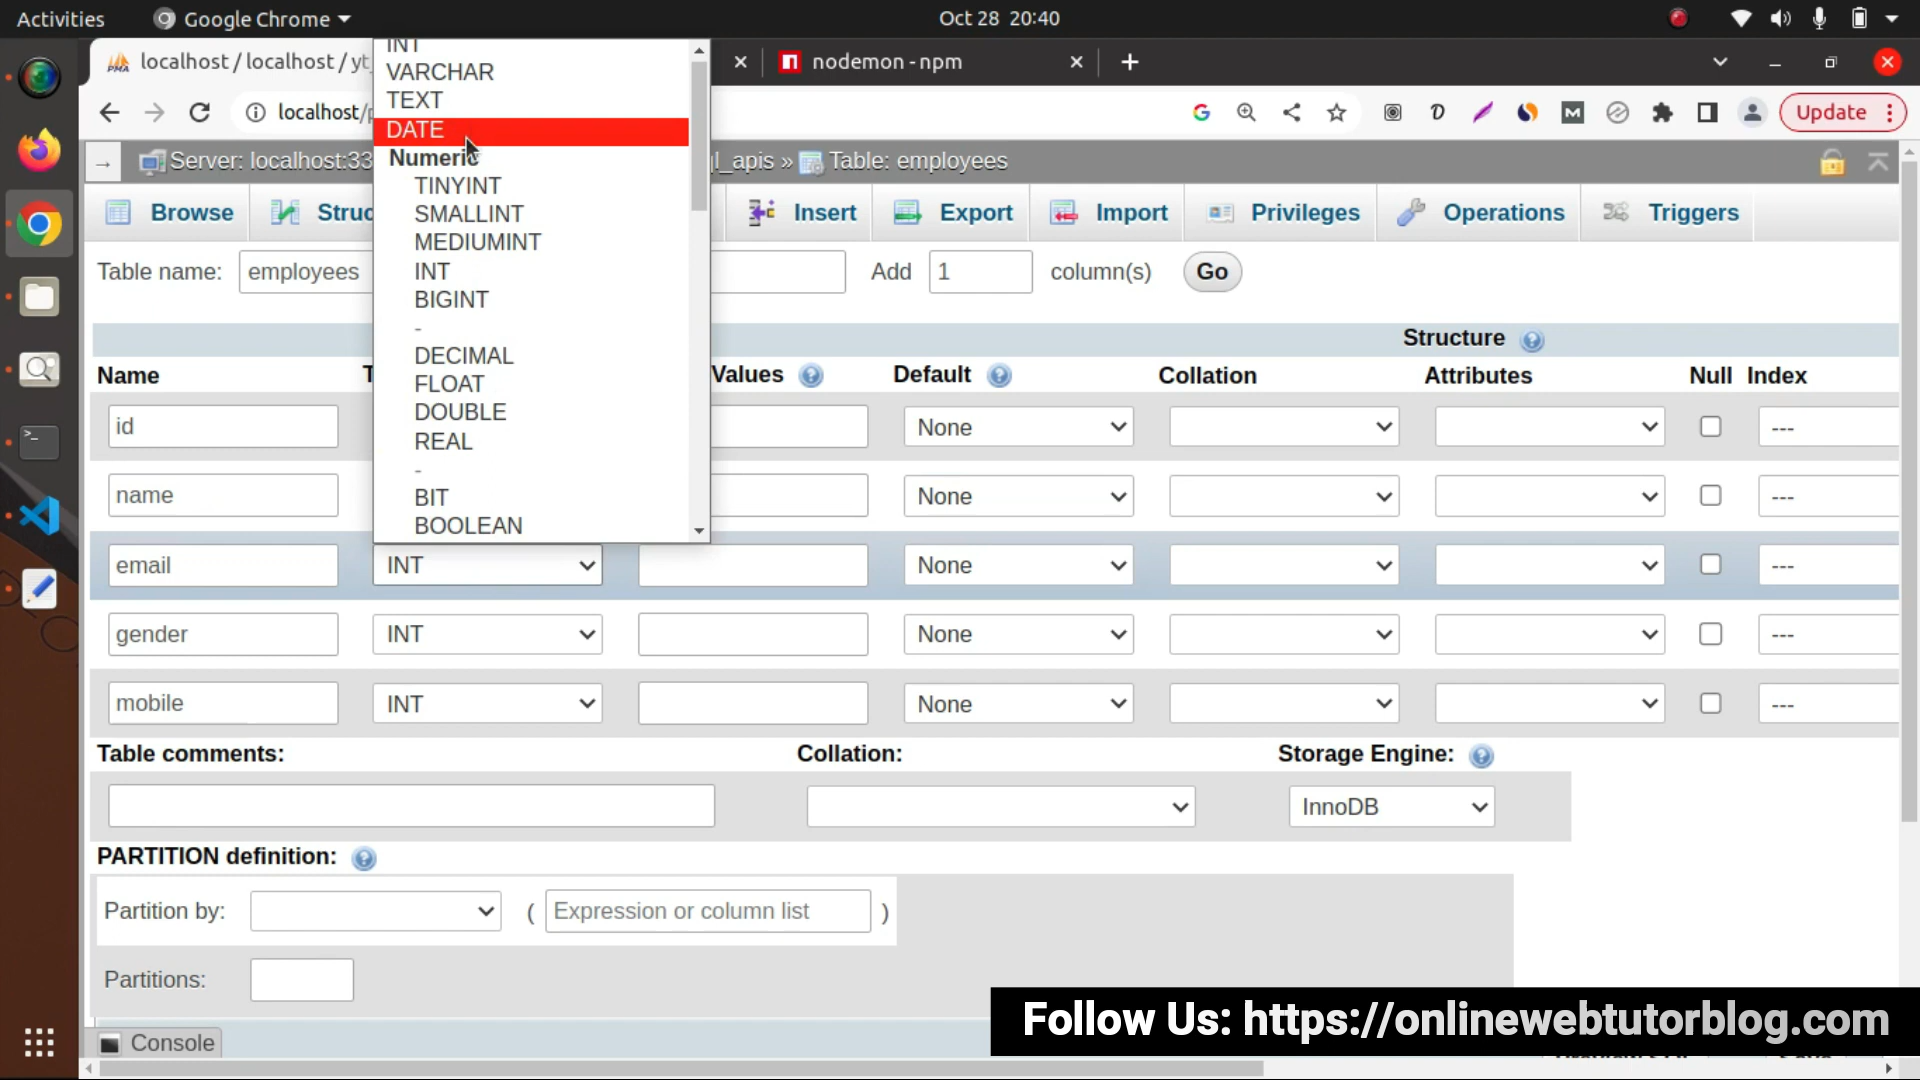 Activities
Google Chrome
Oct 28 20:40
localhost / localhost / yt
nodemon - npm
localhost/
Update
INT
VARCHAR
TEXT
DATE
Numeric
TINYINT
SMALLINT
MEDIUMINT
INT
BIGINT
-
DECIMAL
FLOAT
DOUBLE
REAL
-
BIT
BOOLEAN
Server: localhost:33
l_apis » Table: employees
Browse
Struc
Insert
Export
Import
Privileges
Operations
Triggers
Table name:
employees
Add
1
column(s)
Go
Structure
Name
T
Values
Default
Collation
Attributes
Null
Index
id
None
---
name
None
---
email
INT
None
---
gender
INT
None
---
mobile
INT
None
---
Table comments:
Collation:
Storage Engine:
InnoDB
PARTITION definition:
Partition by:
(
Expression or column list
)
Partitions:
Console
Follow Us: https://onlinewebtutorblog.com